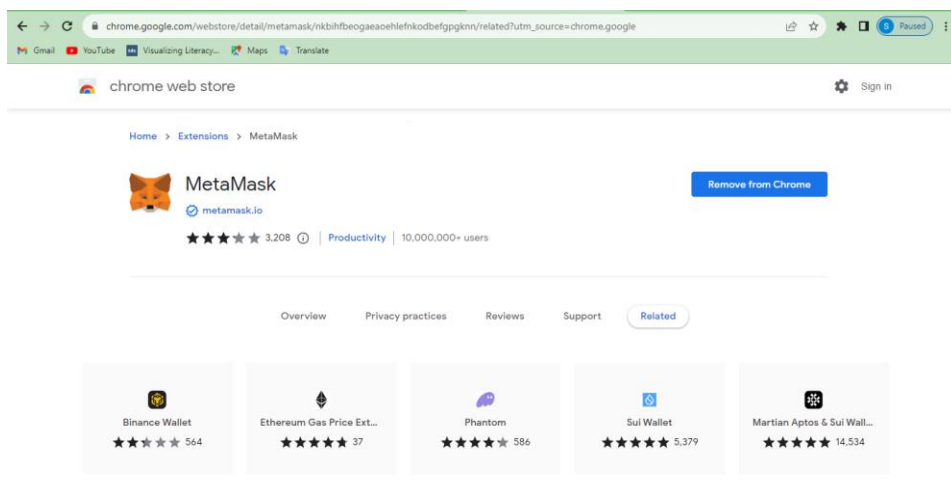 chrome.google.com/webstore/detail/metamask/nkbihfbeogaeaoehlefnkodbefgpgknn/related?utm_source=chrome.google
S Paused
Gmail YouTube Visualizing Literacy... Maps Translate
chrome web store Sign in
Home > Extensions > MetaMask
MetaMask
Remove from Chrome
metamask.io
3,208 Productivity 10,000,000+ users
Overview Privacy practices Reviews Support Related
Binance Wallet Ethereum Gas Price Ext... Phantom Sui Wallet Martian Aptos & Sui Wall...
564 37 586 5,379 14,534